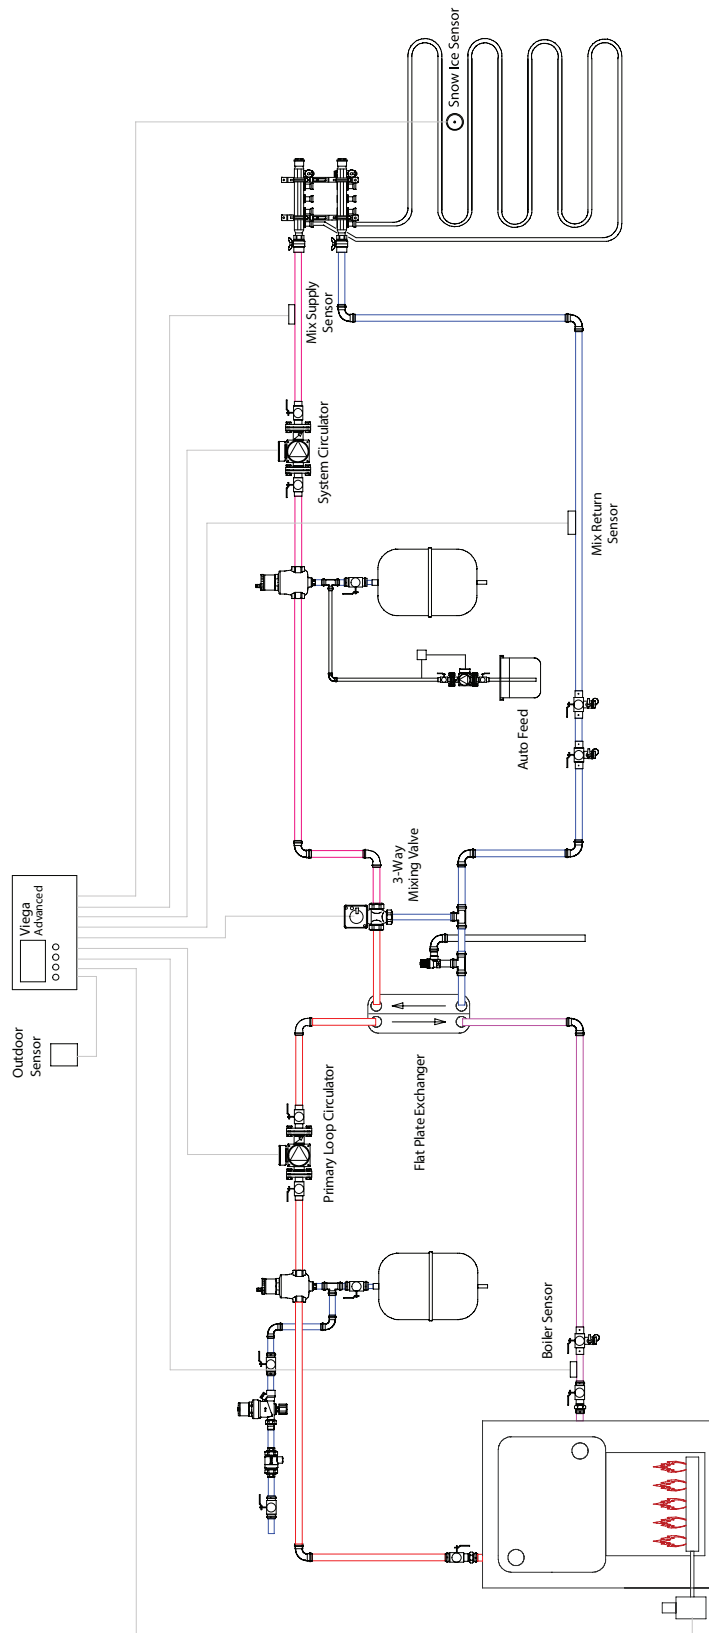 Outdoor
Sensor
Viega
Advanced
Boiler Sensor
Primary Loop Circulator
Flat Plate Exchanger
3-Way
Mixing Valve
Auto Feed
System Circulator
Mix Return
Sensor
Mix Supply
Sensor
Snow Ice Sensor